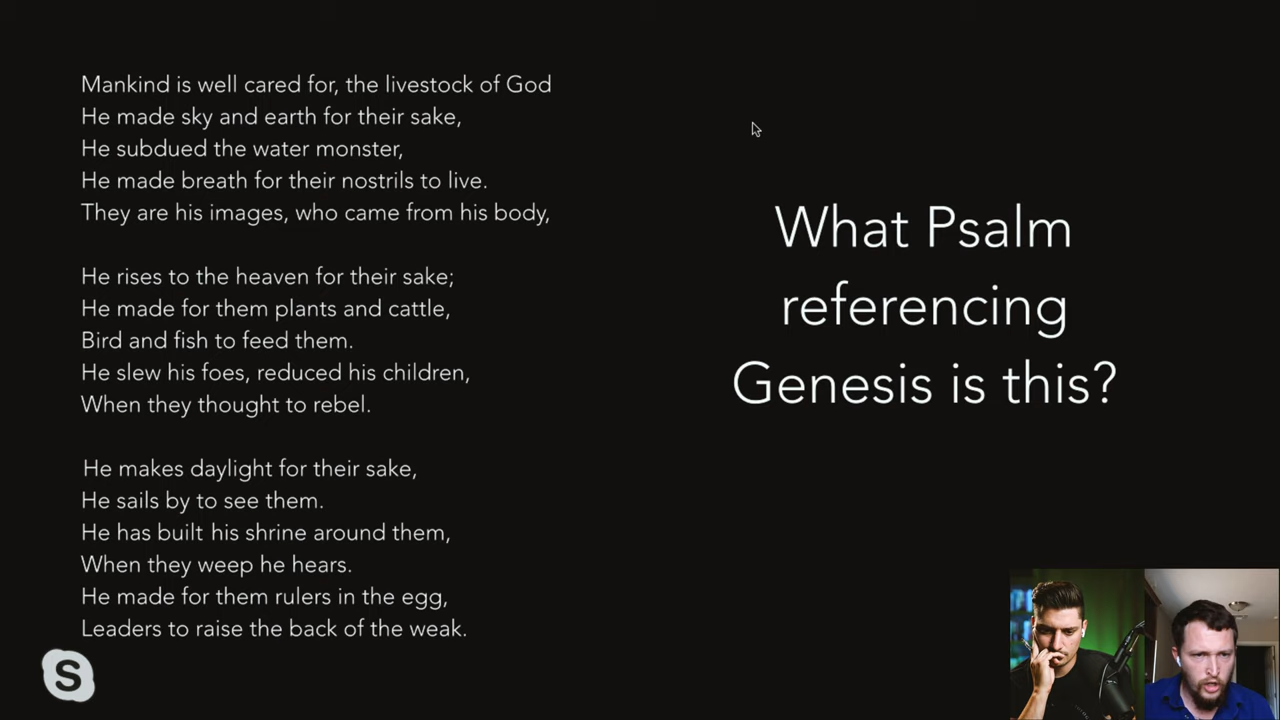 Mankind is well cared for, the livestock of God
He made sky and earth for their sake,
He subdued the water monster,
He made breath for their nostrils to live.
They are his images, who came from his body,
He rises to the heaven for their sake;
He made for them plants and cattle,
Bird and fish to feed them.
He slew his foes, reduced his children,
When they thought to rebel.
He makes daylight for their sake,
He sails by to see them.
He has built his shrine around them,
When they weep he hears.
He made for them rulers in the egg,
Leaders to raise the back of the weak.
What Psalm
referencing
Genesis is this?
S